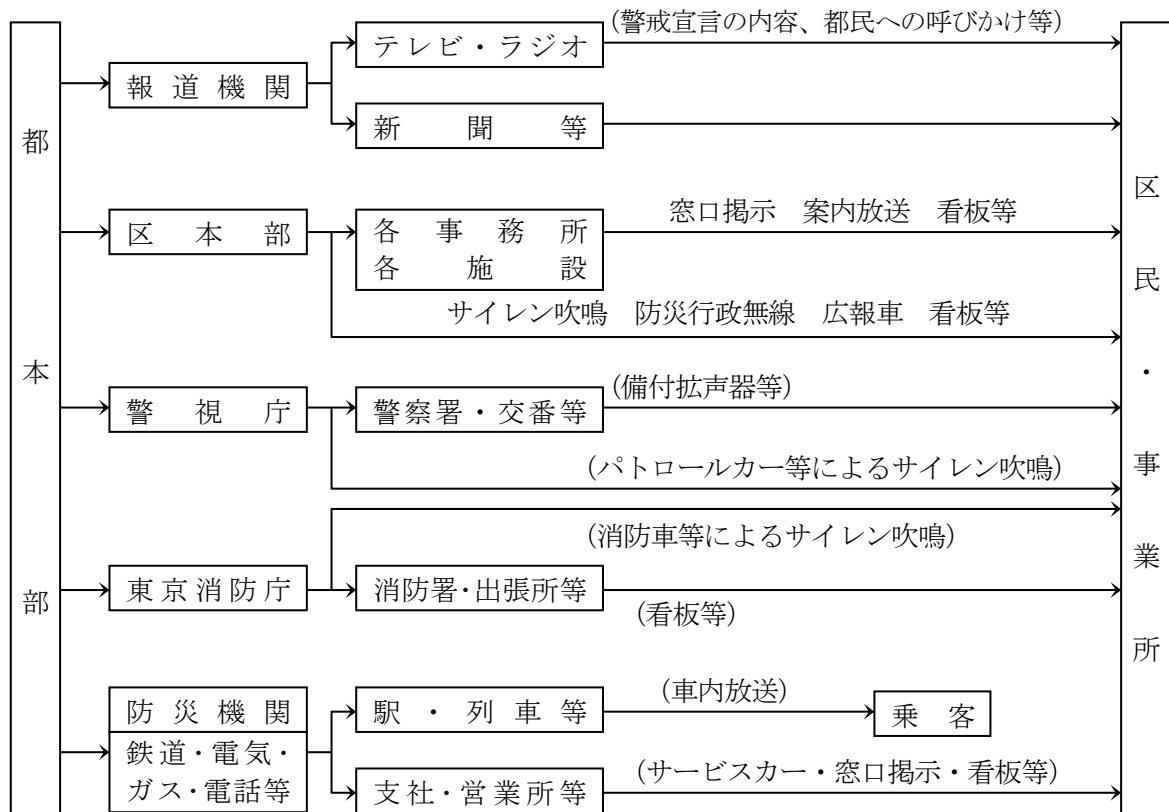 都本部
報道機関
テレビ・ラジオ
(警戒宣言の内容、都民への呼びかけ等)
新聞等
区本部
各事務所
各施設
窓口掲示　案内放送　看板等
サイレン吹鳴　防災行政無線　広報車　看板等
警視庁
警察署・交番等
(備付拡声器等)
(パトロールカー等によるサイレン吹鳴)
(消防車等によるサイレン吹鳴)
東京消防庁
消防署・出張所等
(看板等)
防災機関
鉄道・電気・
ガス・電話等
駅・列車等
(車内放送)
乗客
支社・営業所等
(サービスカー・窓口掲示・看板等)
区民・事業所